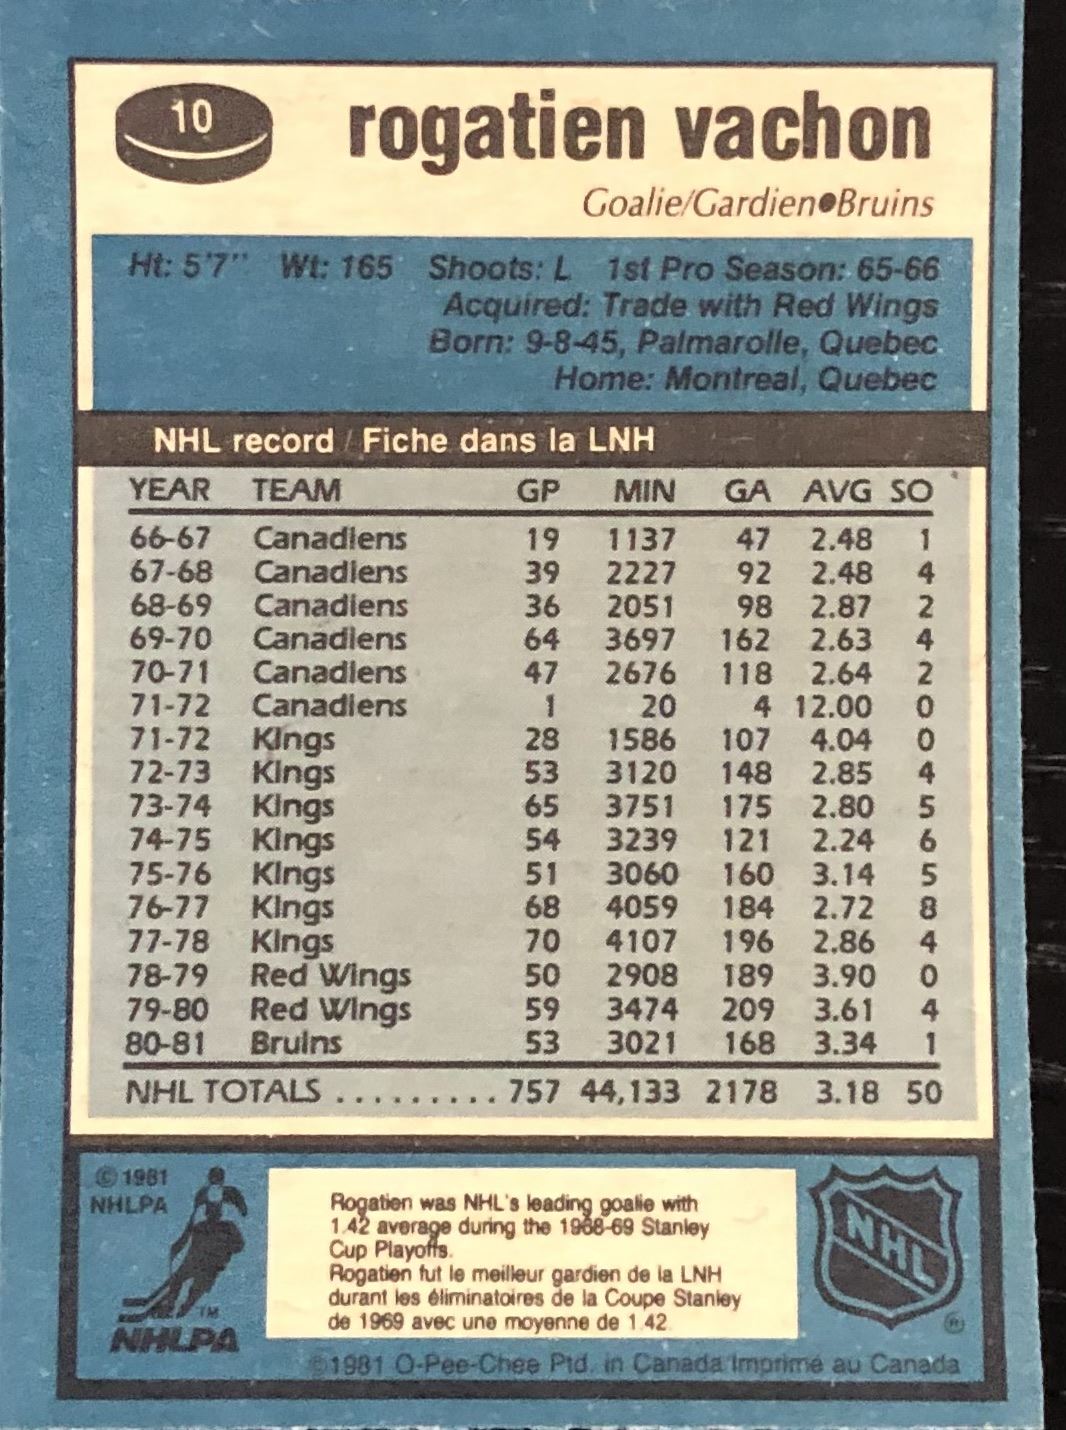 10
rogatien vachon
Goalie/Gardien●Bruins
Ht: 5'7" Wt: 165 Shoots: L 1st Pro Season: 65-66
Acquired: Trade with Red Wings
Born: 9-8-45, Palmarolle, Quebec.
Home: Montreal, Quebec
NHL record / Fiche dans la LNH
YEAR TEAM GP MIN GA AVG SO
66-67 Canadiens 19 1137 47 2.48 1
67-68 Canadiens 39 2227 92 2.48 4
68-69 Canadiens 36 2051 98 2.87 2
69-70 Canadiens 64 3697 162 2.63 4
70-71 Canadiens 47 2676 118 2.64 2
71-72 Canadiens 1 20 4 12.00 0
71-72 Kings 28 1586 107 4.04 0
72-73 Kings 53 3120 148 2.85 4
73-74 Kings 65 3751 175 2.80 5
74-75 Kings 54 3239 121 2.24 6
75-76 Kings 51 3060 160 3.14 5
76-77 Kings 68 4059 184 2.72 8
77-78 Kings 70 4107 196 2.86 4
78-79 Red Wings 50 2908 189 3.90 0
79-80 Red Wings 59 3474 209 3.61 4
80-81 Bruins 53 3021 168 3.34 1
NHL TOTALS ......... 757 44,133 2178 3.18 50
© 1981
NHLPA
TM
NHLPA
Rogatien was NHL's leading goalie with
1.42 average during the 1968-69 Stanley
Cup Playoffs.
Rogatien fut le meilleur gardien de la LNH
durant les éliminatoires de la Coupe Stanley
de 1969 avec une moyenne de 1.42.
NHL
®
©1981 O-Pee-Chee Ptd. in Canada/Imprimé au Canada